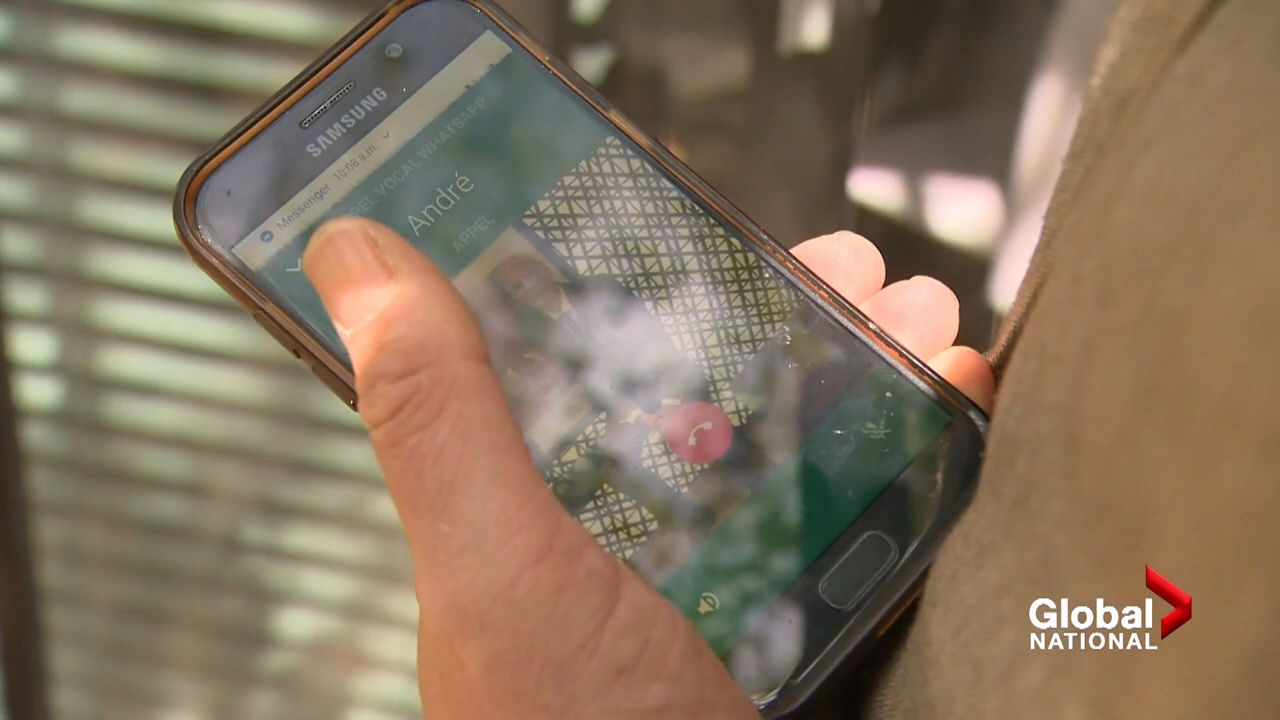 SAMSUNG
Messenger 10:08 a.m.
APPEL VOCAL WHATSAPP
André
APPEL
Global
NATIONAL